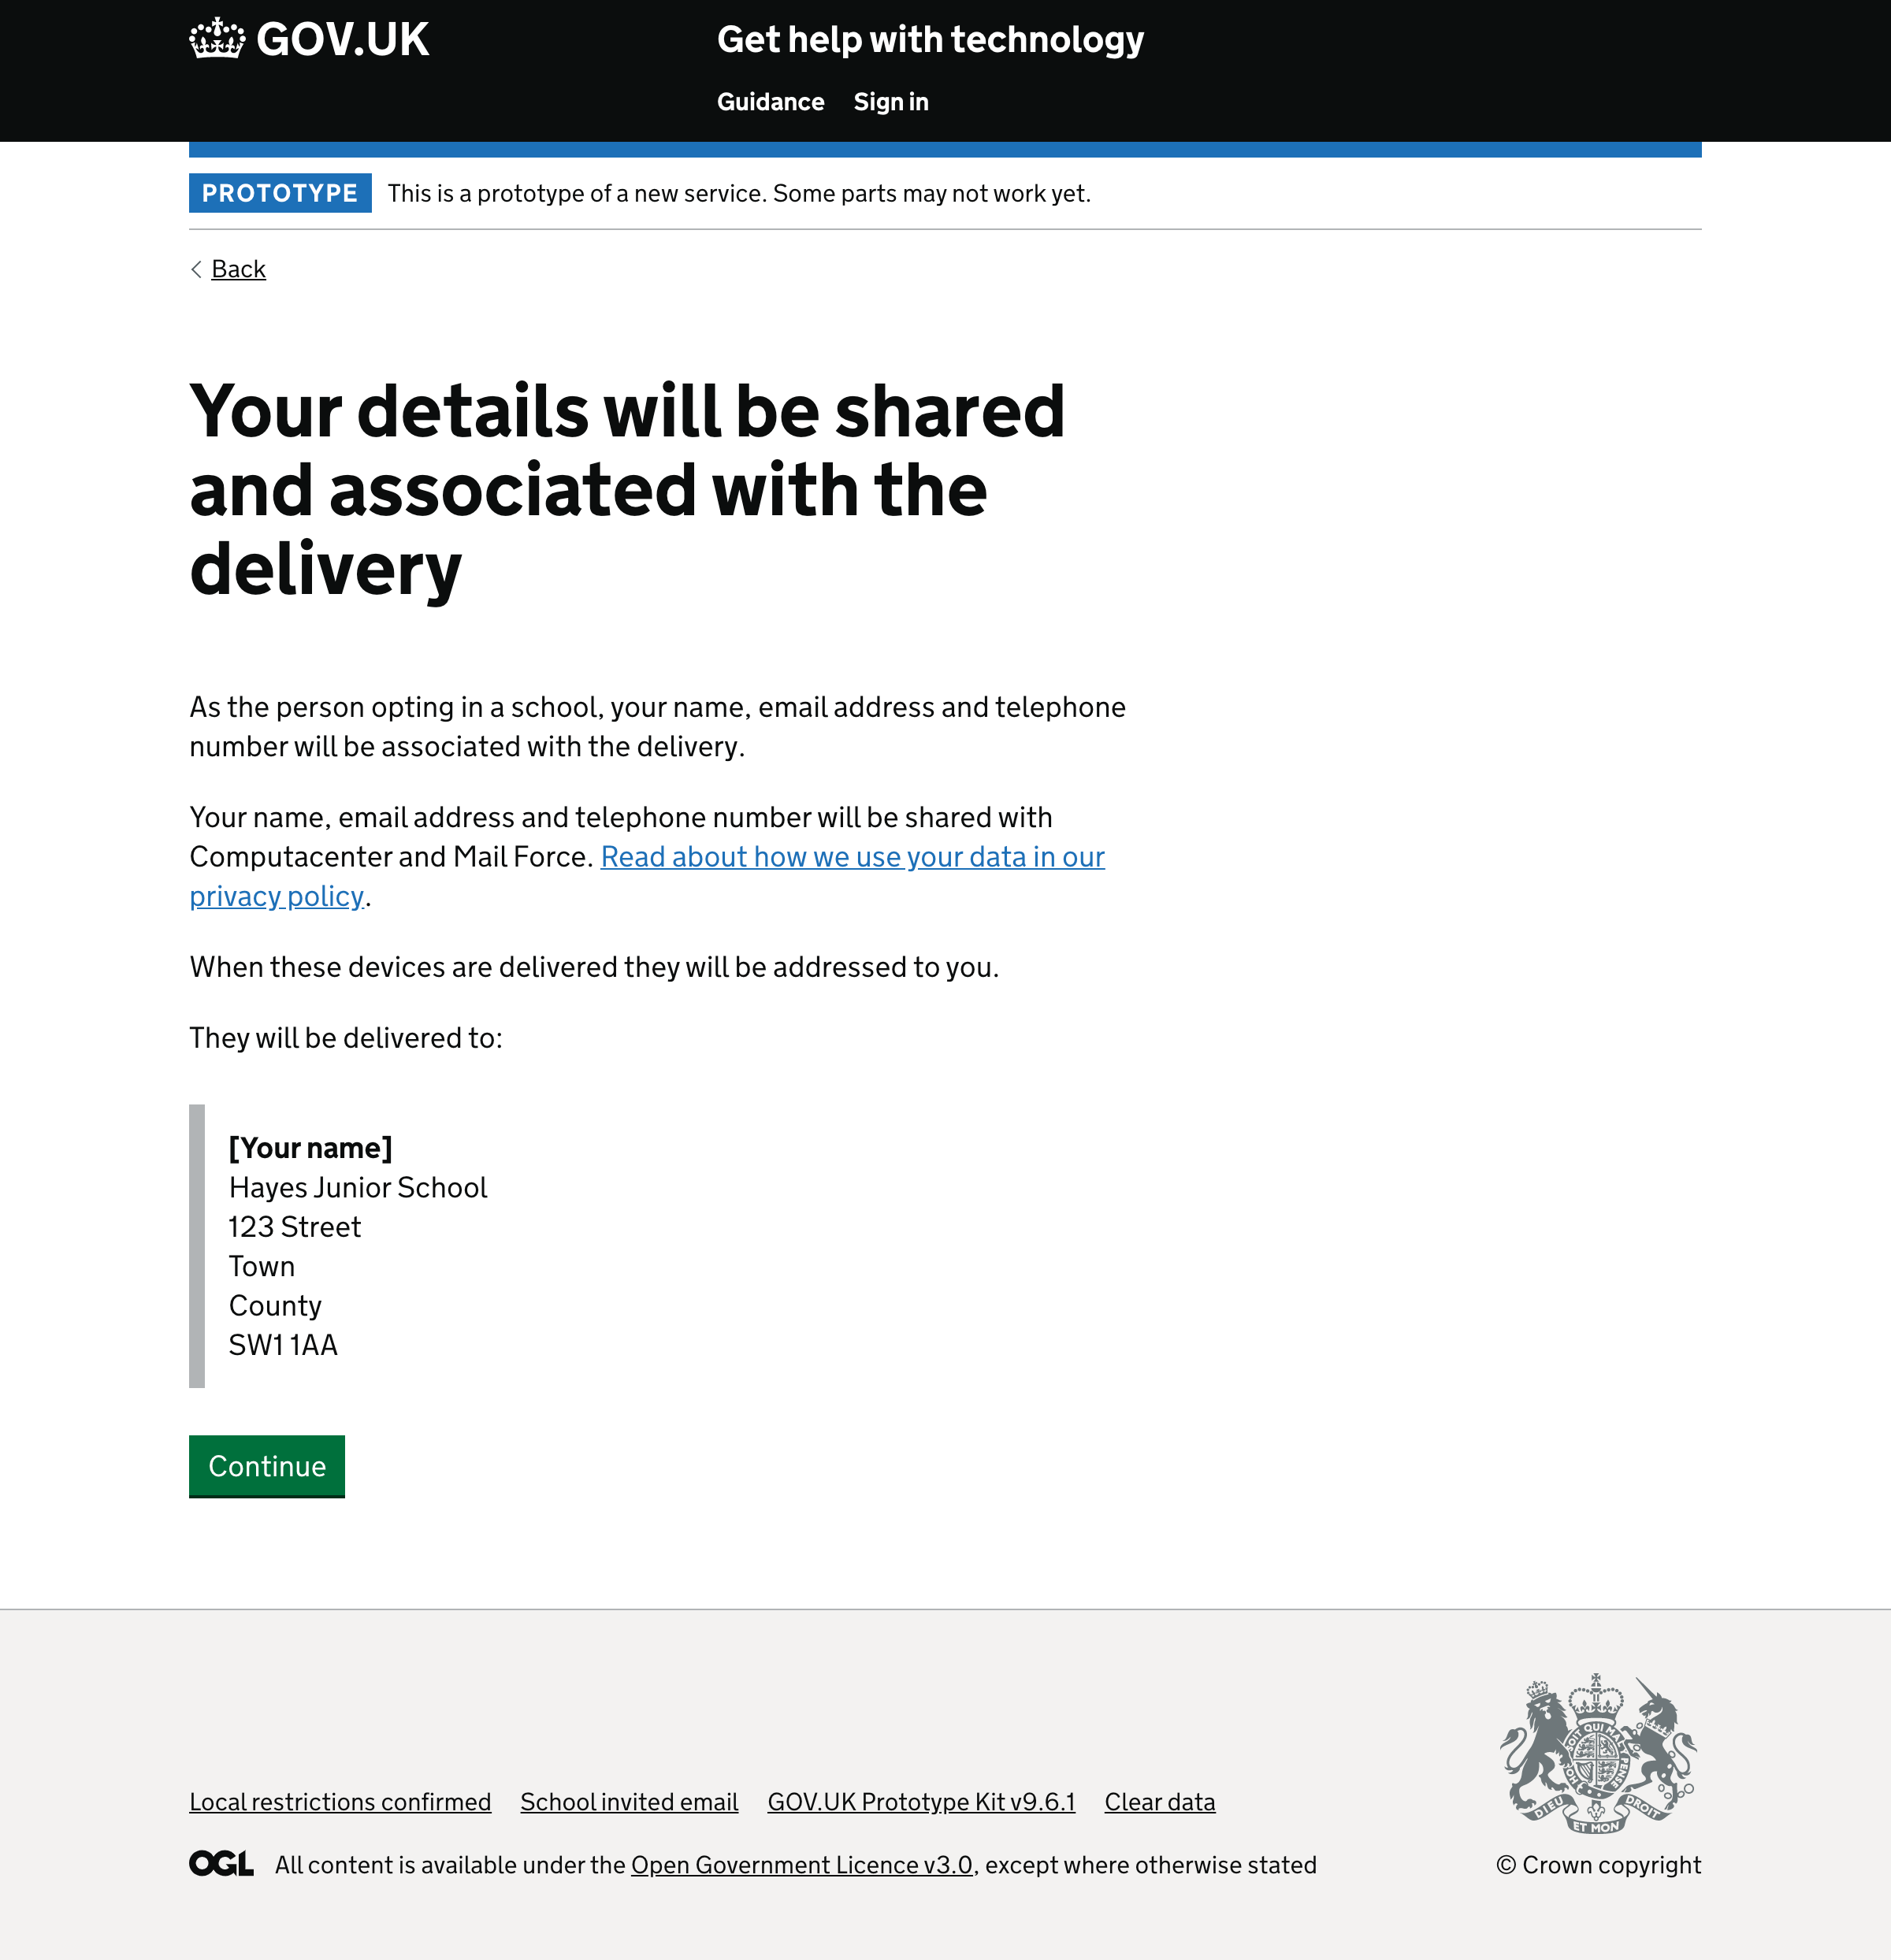 GOV.UK
Get help with technology
Guidance Sign in
PROTOTYPE This is a prototype of a new service. Some parts may not work yet.
Back
Your details will be shared
and associated with the
delivery
As the person opting in a school, your name, email address and telephone
number will be associated with the delivery.
Your name, email address and telephone number will be shared with
Computacenter and Mail Force. Read about how we use your data in our
privacy policy.
When these devices are delivered they will be addressed to you.
They will be delivered to:
[Your name]
Hayes Junior School
123 Street
Town
County
SW1 1AA
Continue
SOIT QUI MAL Y PENSE HON
DIEU ET MON DROIT
Local restrictions confirmed School invited email GOV.UK Prototype Kit v9.6.1 Clear data
OGL All content is available under the Open Government Licence v3.0, except where otherwise stated
© Crown copyright